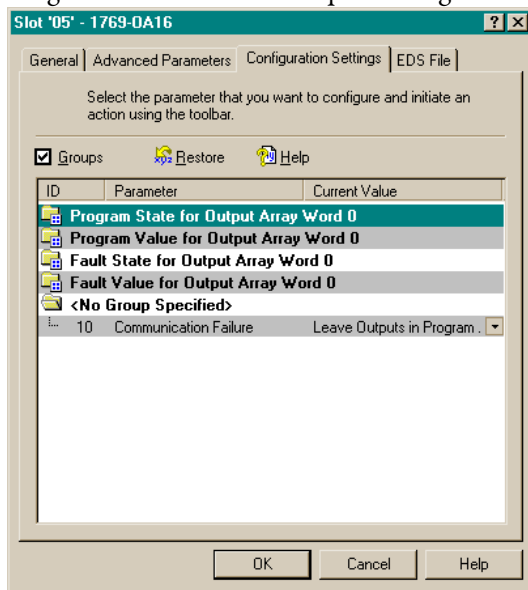 Slot '05' - 1769-OA16
General Advanced Parameters Configuration Settings EDS File
Select the parameter that you want to configure and initiate an
action using the toolbar.
Groups Restore Help
ID Parameter Current Value
Program State for Output Array Word 0
Program Value for Output Array Word 0
Fault State for Output Array Word 0
Fault Value for Output Array Word 0
<No Group Specified>
10 Communication Failure Leave Outputs in Program .
OK Cancel Help